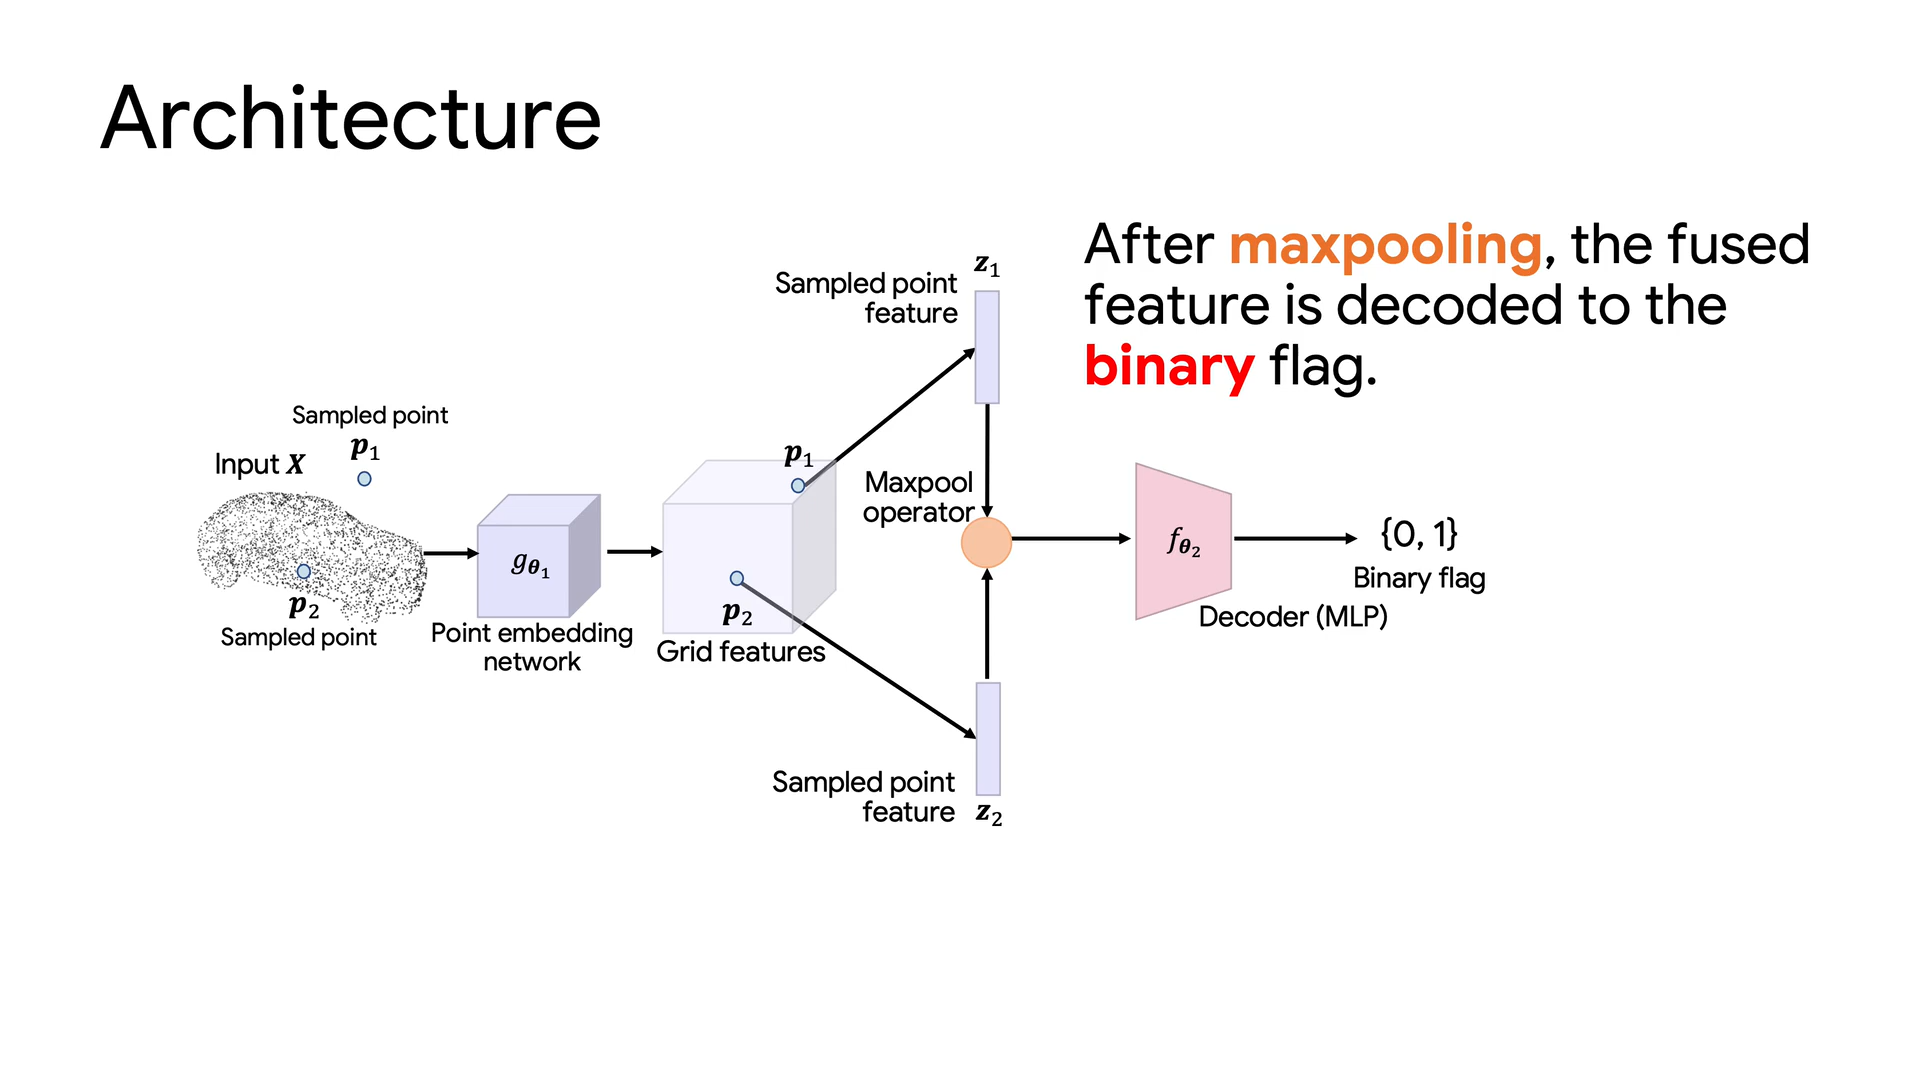 Architecture
After maxpooling, the fused
feature is decoded to the
binary flag.
Sampled point
p₁
Input X
p₂
Sampled point
g_θ₁
Point embedding
network
p₁
p₂
Grid features
z₁
Sampled point
feature
Maxpool
operator
Sampled point
feature
z₂
f_θ₂
Decoder (MLP)
{0, 1}
Binary flag